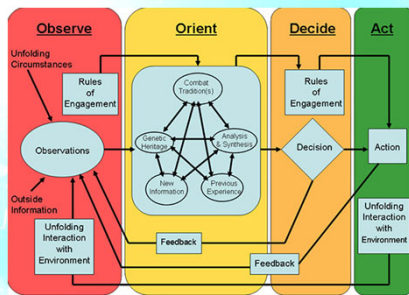 Observe
Orient
Decide
Act
Unfolding
Circumstances
Rules
of
Engagement
Observations
Outside
Information
Unfolding
Interaction
with
Environment
Combat
Tradition(s)
Genetic
Heritage
Analysis
& Synthesis
New
Information
Previous
Experience
Feedback
Rules
of
Engagement
Decision
Feedback
Action
Unfolding
Interaction
with
Environment